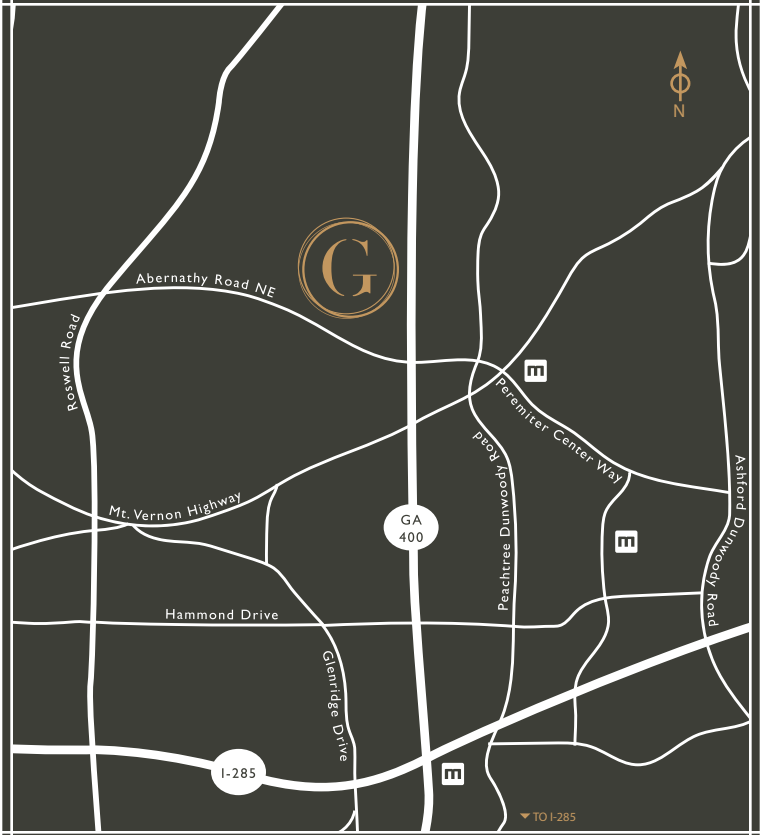 N
G
Abernathy Road NE
Roswell Road
m
Peremiter Center Way
Peachtree Dunwoody Road
Ashford Dunwoody Road
Mt. Vernon Highway
GA
400
m
Hammond Drive
Glenridge Drive
I-285
m
TO I-285